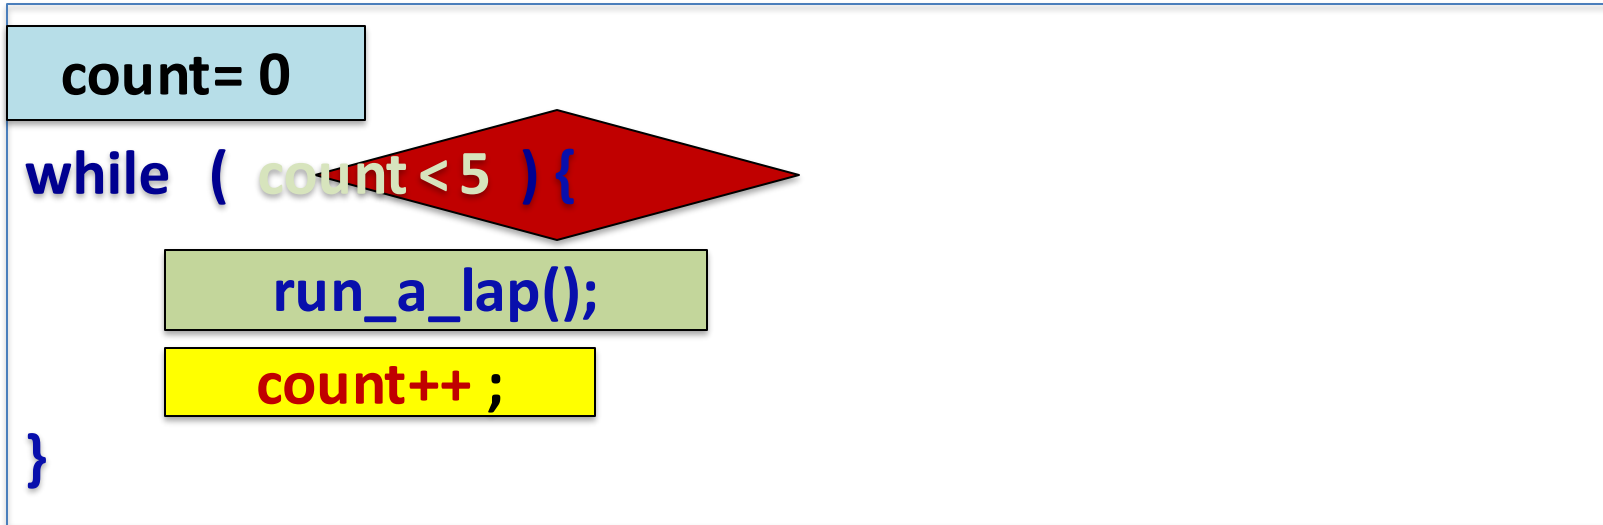 count= 0
while ( count < 5 ) {
run_a_lap();
count++ ;
}